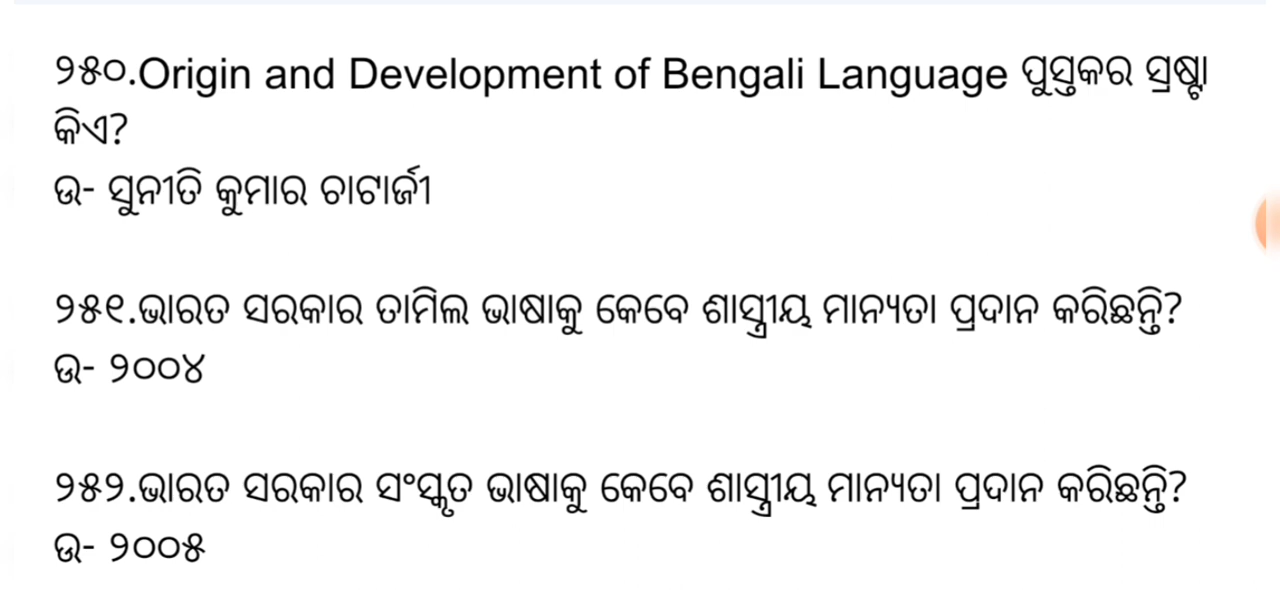 ୨୫୦.Origin and Development of Bengali Language ପୁସ୍ତକର ସ୍ରଷ୍ଟା
କିଏ?
ଉ- ସୁନୀତି କୁମାର ଚାଟାର୍ଜୀ
୨୫୧.ଭାରତ ସରକାର ତାମିଲ ଭାଷାକୁ କେବେ ଶାସ୍ତ୍ରୀୟ ମାନ୍ୟତା ପ୍ରଦାନ କରିଛନ୍ତି?
ଉ- ୨୦୦୪
୨୫୨.ଭାରତ ସରକାର ସଂସ୍କୃତ ଭାଷାକୁ କେବେ ଶାସ୍ତ୍ରୀୟ ମାନ୍ୟତା ପ୍ରଦାନ କରିଛନ୍ତି?
ଉ- ୨୦୦୫